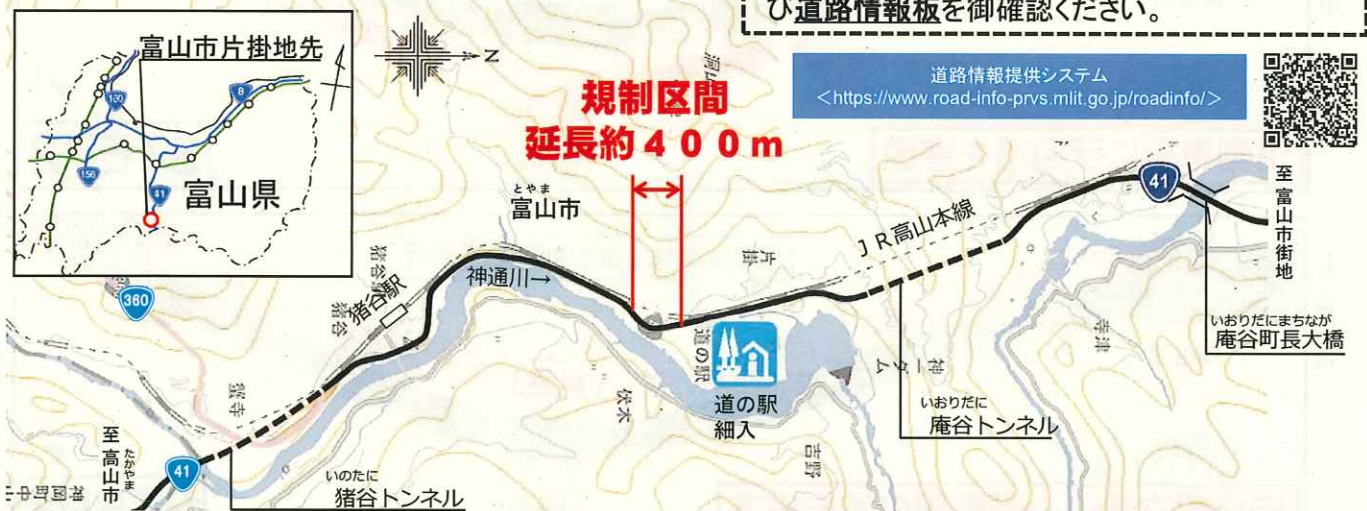 び道路情報板を御確認ください。
富山市片掛地先
160
8
156
41
富山県
N
道路情報提供システム
＜https://www.road-info-prvs.mlit.go.jp/roadinfo/＞
規制区間
延長約４００ｍ
とやま
富山市
片掛
ＪＲ高山本線
41
至 富山市街地
360
猪谷駅
猪谷
神通川→
道の駅
道の駅
細入
神一ダム
寺津
いおりだにまちなが
庵谷町長大橋
いおりだに
庵谷トンネル
蟹寺
伏木
吉野
至 高山市
たかやま
41
いのたに
猪谷トンネル